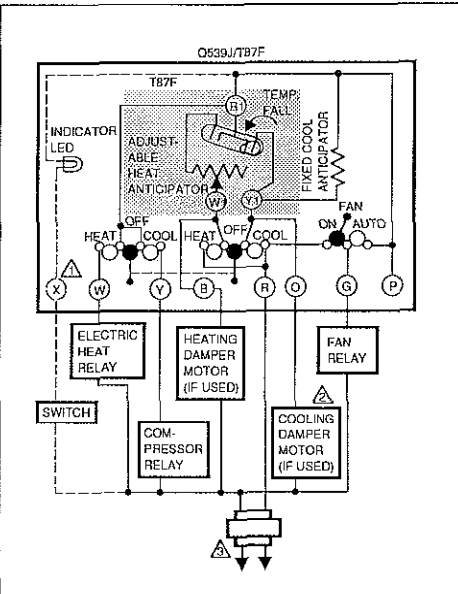 Q539J/T87F
T87F
TEMP
FALL
R1
INDICATOR
LED
ADJUST-
ABLE
HEAT
ANTICIPATOR
FIXED COOL
ANTICIPATOR
W1
Y1
FAN
ON AUTO
OFF
HEAT COOL
OFF
HEAT COOL
1
X W Y B R O G P
ELECTRIC
HEAT
RELAY
HEATING
DAMPER
MOTOR
(IF USED)
FAN
RELAY
2
SWITCH
COM-
PRESSOR
RELAY
COOLING
DAMPER
MOTOR
(IF USED)
3